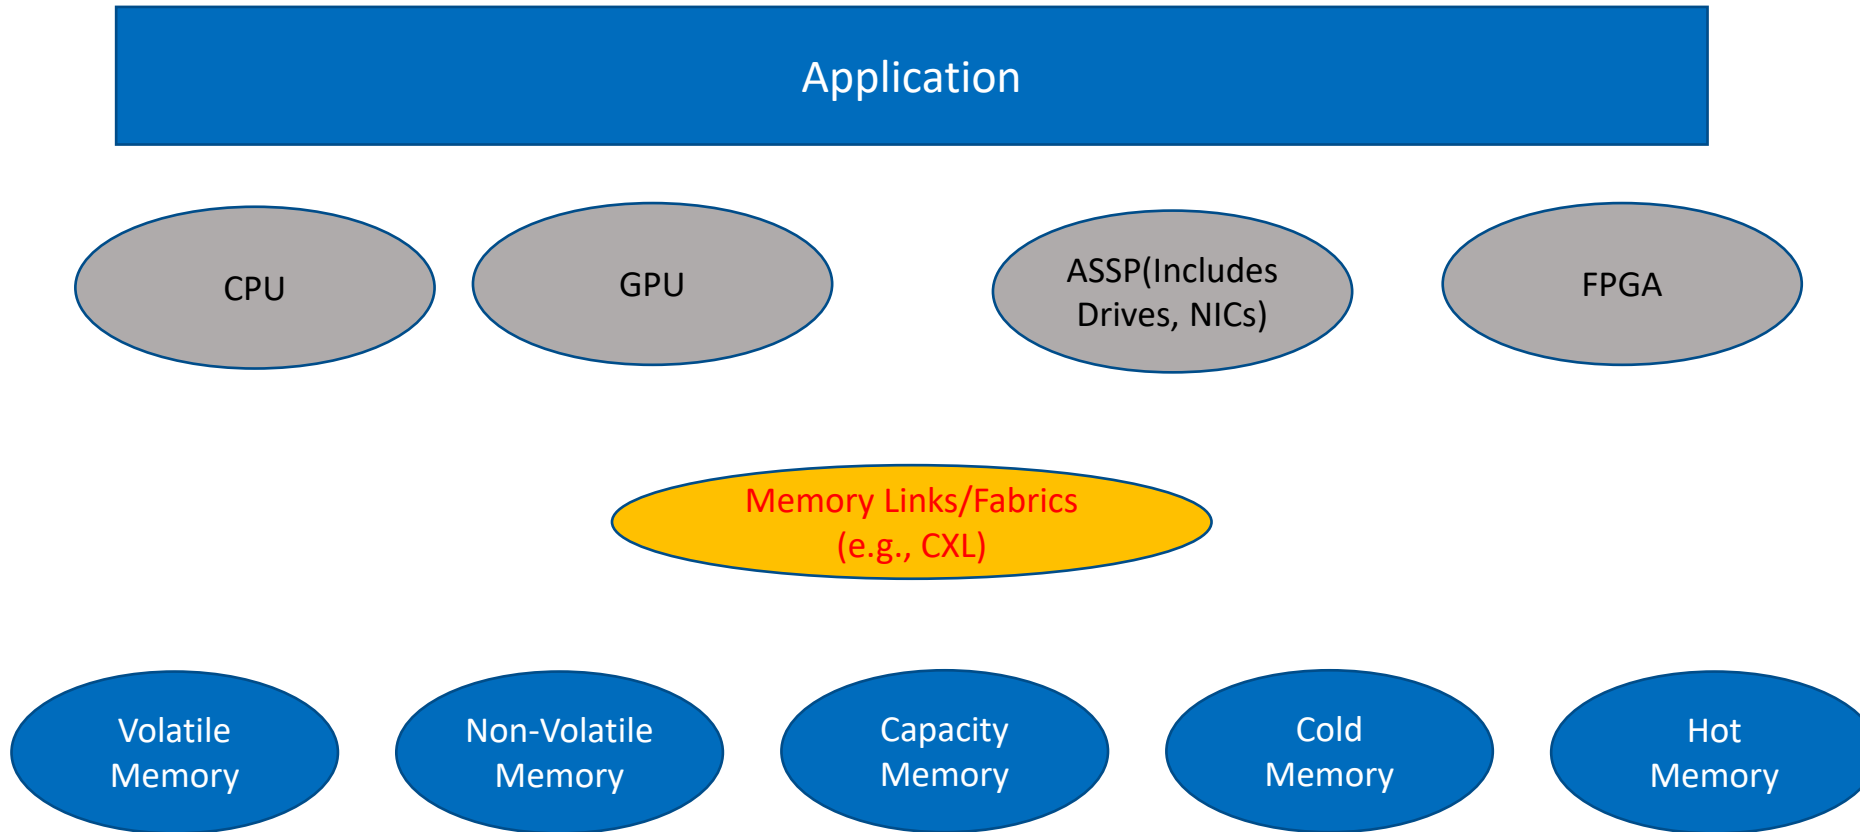 Application
CPU
GPU
ASSP(Includes
Drives, NICs)
FPGA
Memory Links/Fabrics
(e.g., CXL)
Volatile
Memory
Non-Volatile
Memory
Capacity
Memory
Cold
Memory
Hot
Memory